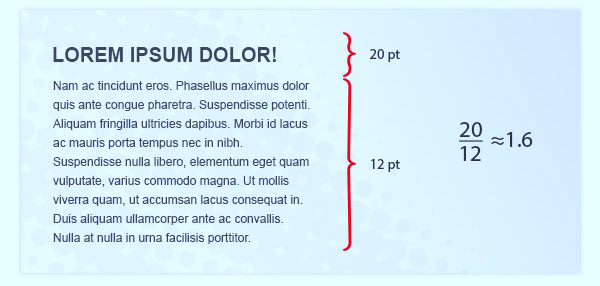 LOREM IPSUM DOLOR!
20 pt
Nam ac tincidunt eros. Phasellus maximus dolor
quis ante congue pharetra. Suspendisse potenti.
Aliquam fringilla ultricies dapibus. Morbi id lacus
ac mauris porta tempus nec in nibh.
Suspendisse nulla libero, elementum eget quam
vulputate, varius commodo magna. Ut mollis
viverra quam, ut accumsan lacus consequat in.
Duis aliquam ullamcorper ante ac convallis.
Nulla at nulla in urna facilisis porttitor.
12 pt
20
12
≈1.6